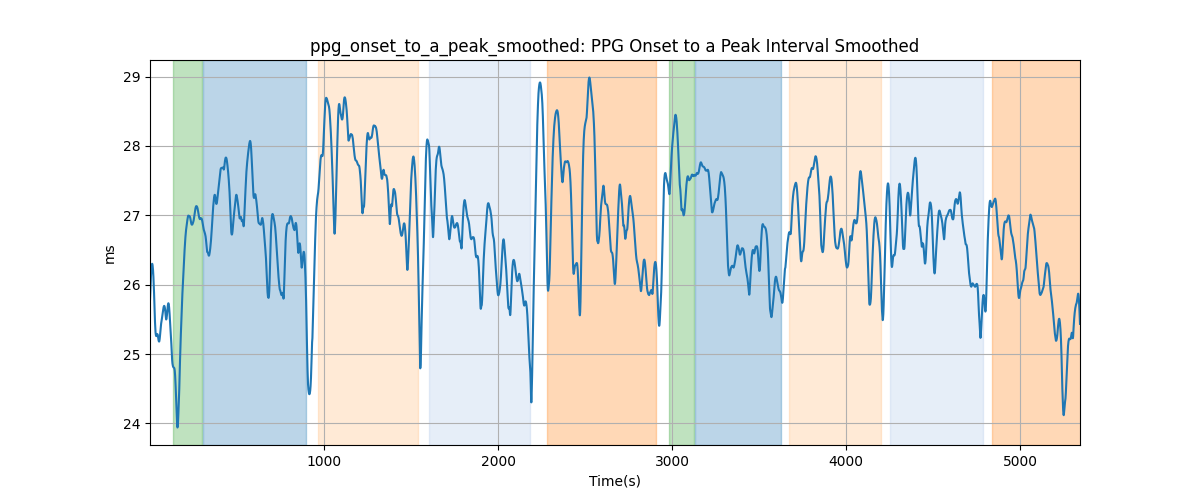 ppg_onset_to_a_peak_smoothed: PPG Onset to a Peak Interval Smoothed
29
28
27
26
25
24
ms
1000 2000 3000 4000 5000
Time(s)